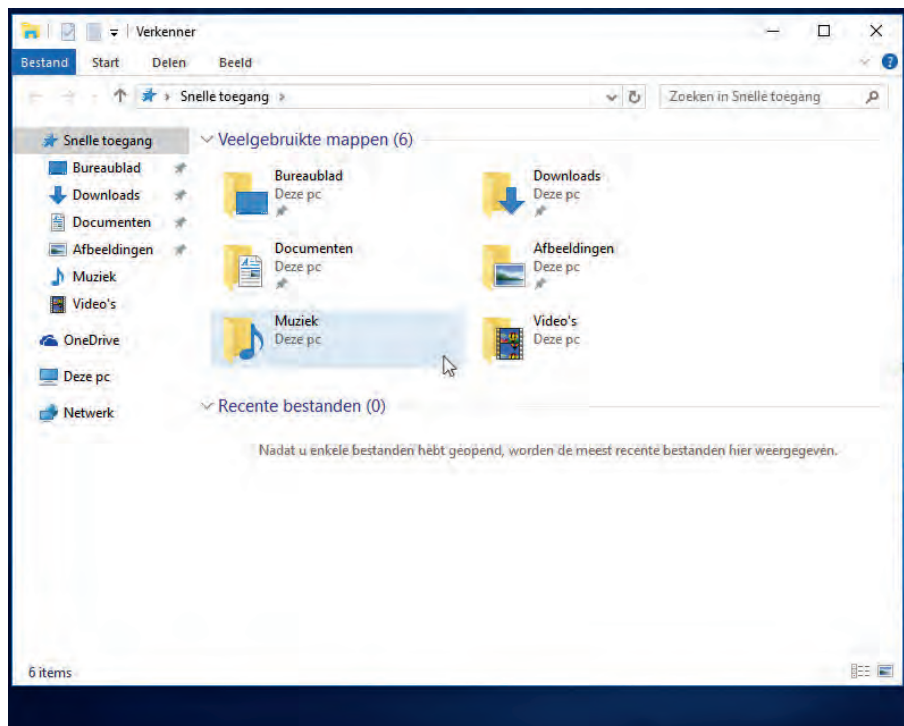 Verkenner
Bestand Start Delen Beeld
Snelle toegang Zoeken in Snelle toegang
Snelle toegang
Bureaublad
Downloads
Documenten
Afbeeldingen
Muziek
Video's
OneDrive
Deze pc
Netwerk
Veelgebruikte mappen (6)
Bureaublad
Deze pc
Downloads
Deze pc
Documenten
Deze pc
Afbeeldingen
Deze pc
Muziek
Deze pc
Video's
Deze pc
Recente bestanden (0)
Nadat u enkele bestanden hebt geopend, worden de meest recente bestanden hier weergegeven.
6 items